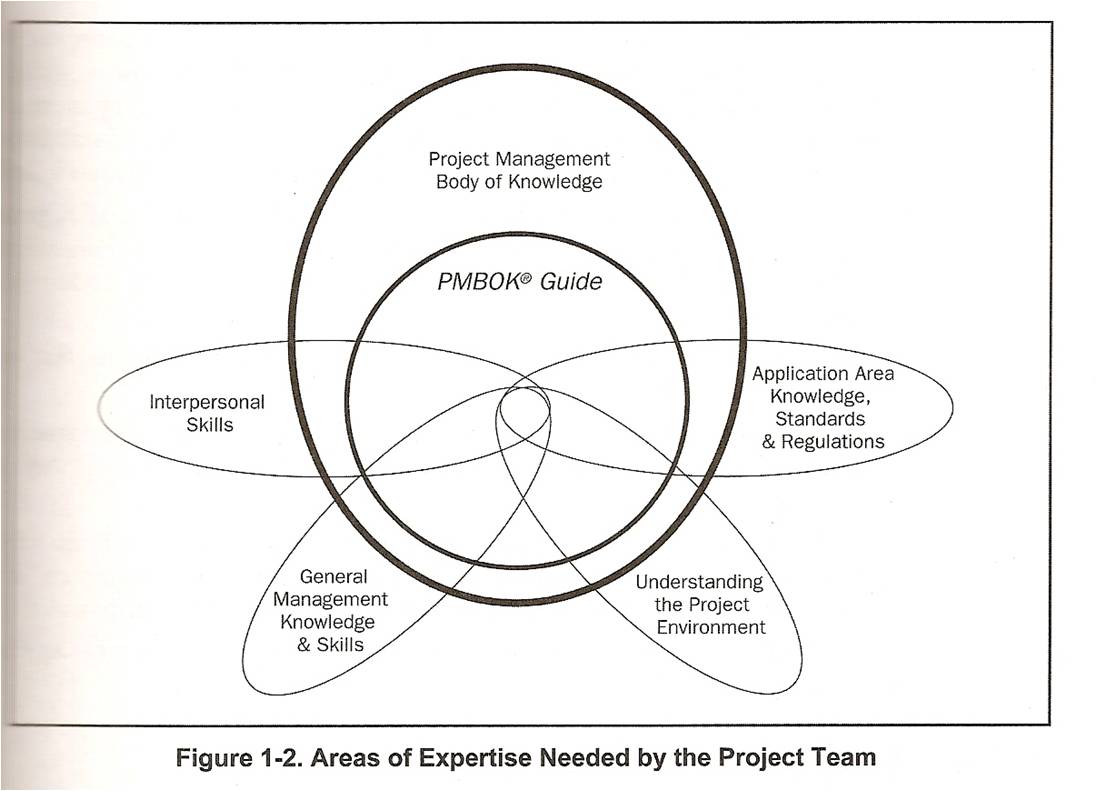 Project Management
Body of Knowledge
PMBOK® Guide
Interpersonal
Skills
Application Area
Knowledge,
Standards
& Regulations
General
Management
Knowledge
& Skills
Understanding
the Project
Environment
Figure 1-2. Areas of Expertise Needed by the Project Team